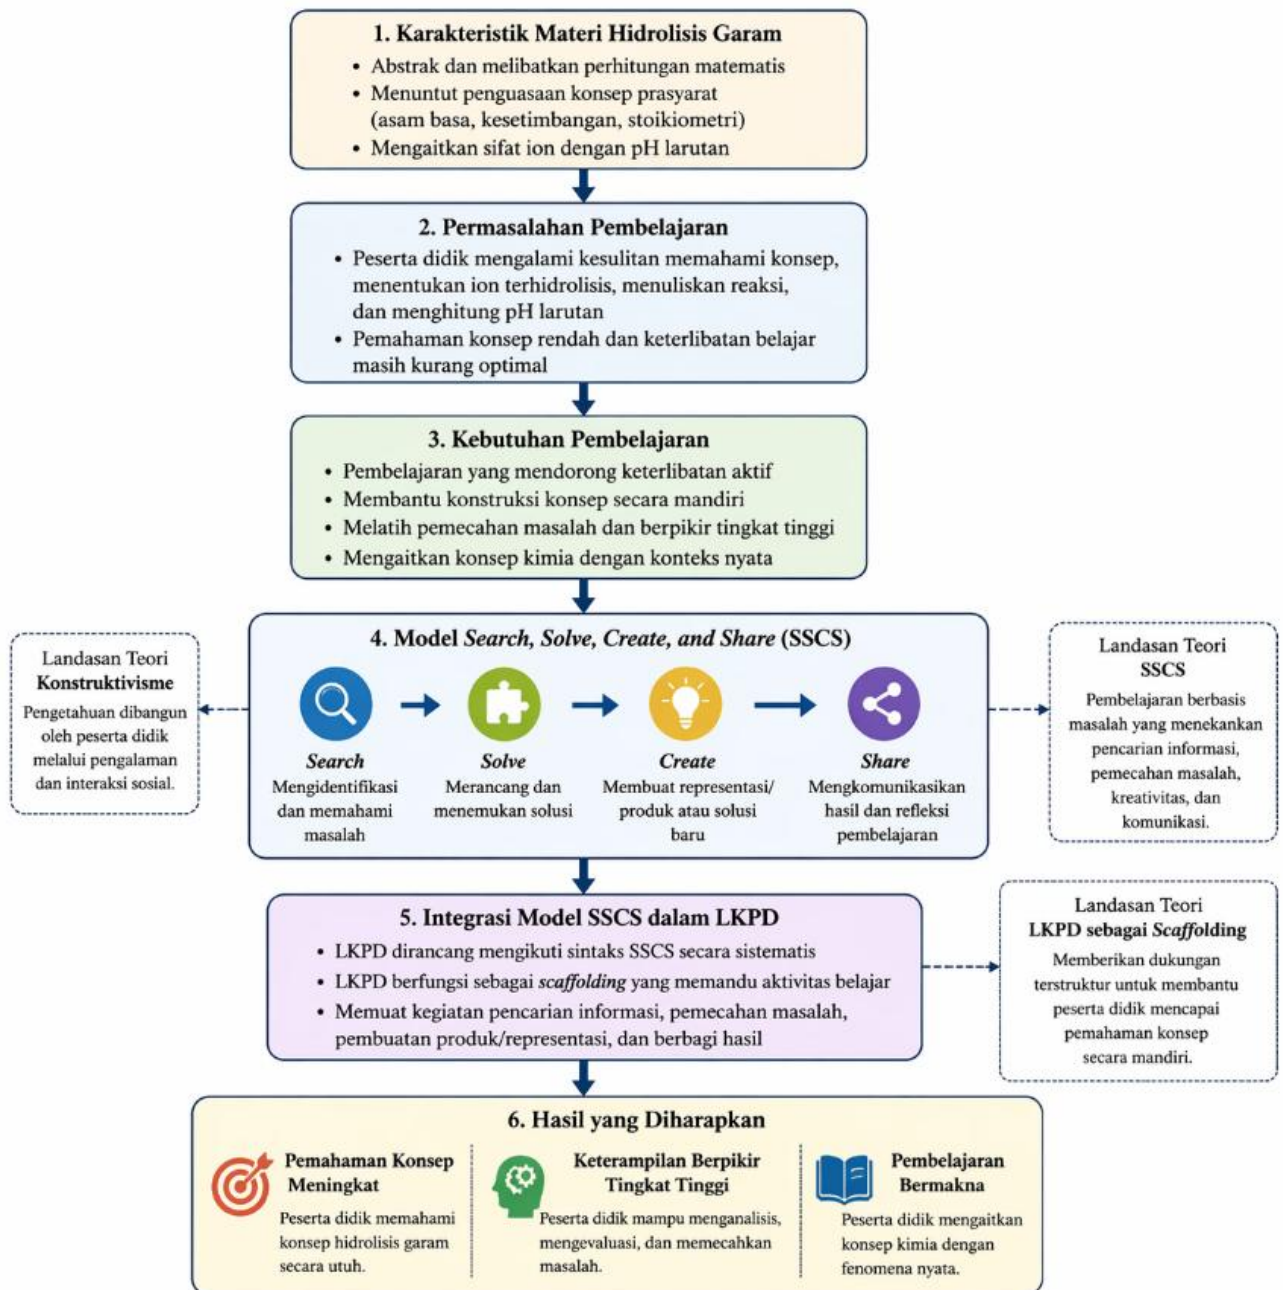 1. Karakteristik Materi Hidrolisis Garam
• Abstrak dan melibatkan perhitungan matematis
• Menuntut penguasaan konsep prasyarat
(asam basa, kesetimbangan, stoikiometri)
• Mengaitkan sifat ion dengan pH larutan
2. Permasalahan Pembelajaran
• Peserta didik mengalami kesulitan memahami konsep,
menentukan ion terhidrolisis, menuliskan reaksi,
dan menghitung pH larutan
• Pemahaman konsep rendah dan keterlibatan belajar
masih kurang optimal
3. Kebutuhan Pembelajaran
• Pembelajaran yang mendorong keterlibatan aktif
• Membantu konstruksi konsep secara mandiri
• Melatih pemecahan masalah dan berpikir tingkat tinggi
• Mengaitkan konsep kimia dengan konteks nyata
Landasan Teori
Konstruktivisme
Pengetahuan dibangun
oleh peserta didik
melalui pengalaman
dan interaksi sosial.
4. Model Search, Solve, Create, and Share (SSCS)
Search
Mengidentifikasi
dan memahami
masalah
Solve
Merancang dan
menemukan solusi
Create
Membuat representasi/
produk atau solusi
baru
Share
Mengkomunikasikan
hasil dan refleksi
pembelajaran
Landasan Teori
SSCS
Pembelajaran berbasis
masalah yang menekankan
pencarian informasi,
pemecahan masalah,
kreativitas, dan
komunikasi.
5. Integrasi Model SSCS dalam LKPD
• LKPD dirancang mengikuti sintaks SSCS secara sistematis
• LKPD berfungsi sebagai scaffolding yang memandu aktivitas belajar
• Memuat kegiatan pencarian informasi, pemecahan masalah,
pembuatan produk/representasi, dan berbagi hasil
Landasan Teori
LKPD sebagai Scaffolding
Memberikan dukungan
terstruktur untuk membantu
peserta didik mencapai
pemahaman konsep
secara mandiri.
6. Hasil yang Diharapkan
Pemahaman Konsep
Meningkat
Peserta didik memahami
konsep hidrolisis garam
secara utuh.
Keterampilan Berpikir
Tingkat Tinggi
Peserta didik mampu menganalisis,
mengevaluasi, dan memecahkan
masalah.
Pembelajaran
Bermakna
Peserta didik mengaitkan
konsep kimia dengan
fenomena nyata.